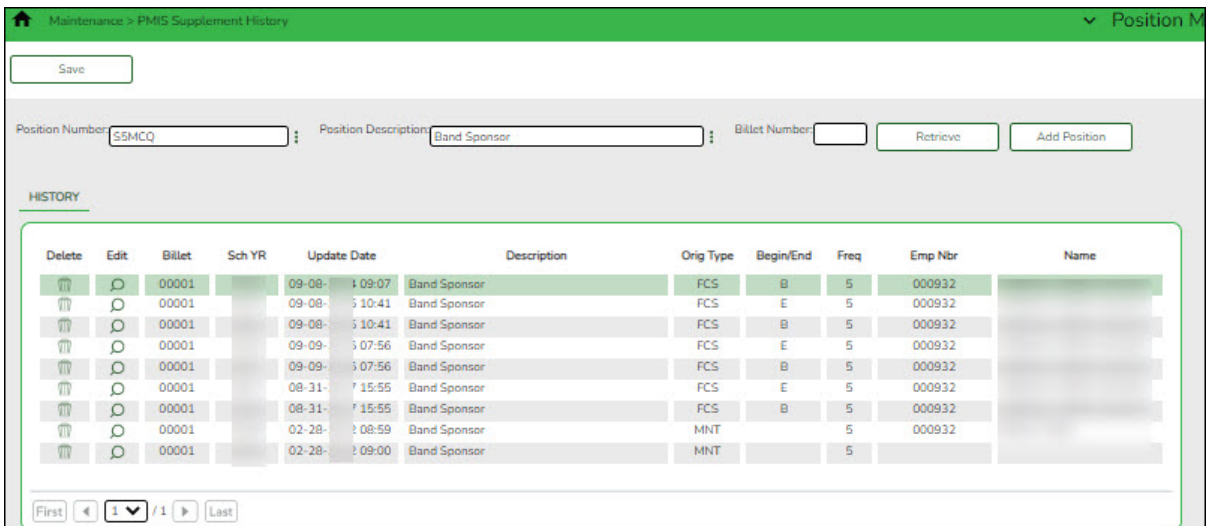 Maintenance > PMIS Supplement History Position M
Save
Position Number: S5MCQ Position Description: Band Sponsor Billet Number: Retrieve Add Position
HISTORY
Delete Edit Billet Sch YR Update Date Description Orig Type Begin/End Freq Emp Nbr Name
00001 09-08- 09:07 Band Sponsor FCS B 5 000932
00001 09-08- 10:41 Band Sponsor FCS E 5 000932
00001 09-08- 10:41 Band Sponsor FCS B 5 000932
00001 09-09- 07:56 Band Sponsor FCS E 5 000932
00001 09-09- 07:56 Band Sponsor FCS B 5 000932
00001 08-31- 15:55 Band Sponsor FCS E 5 000932
00001 08-31- 15:55 Band Sponsor FCS B 5 000932
00001 02-28- 08:59 Band Sponsor MNT 5 000932
00001 02-28- 09:00 Band Sponsor MNT 5
First 1 / 1 Last